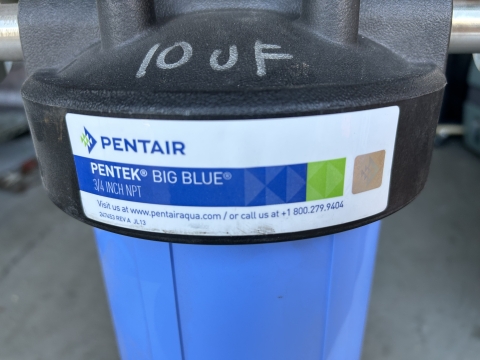 10 UF
PENTAIR
PENTEK® BIG BLUE®
3/4 INCH NPT
Visit us at www.pentairaqua.com / or call us at +1 800.279.9404